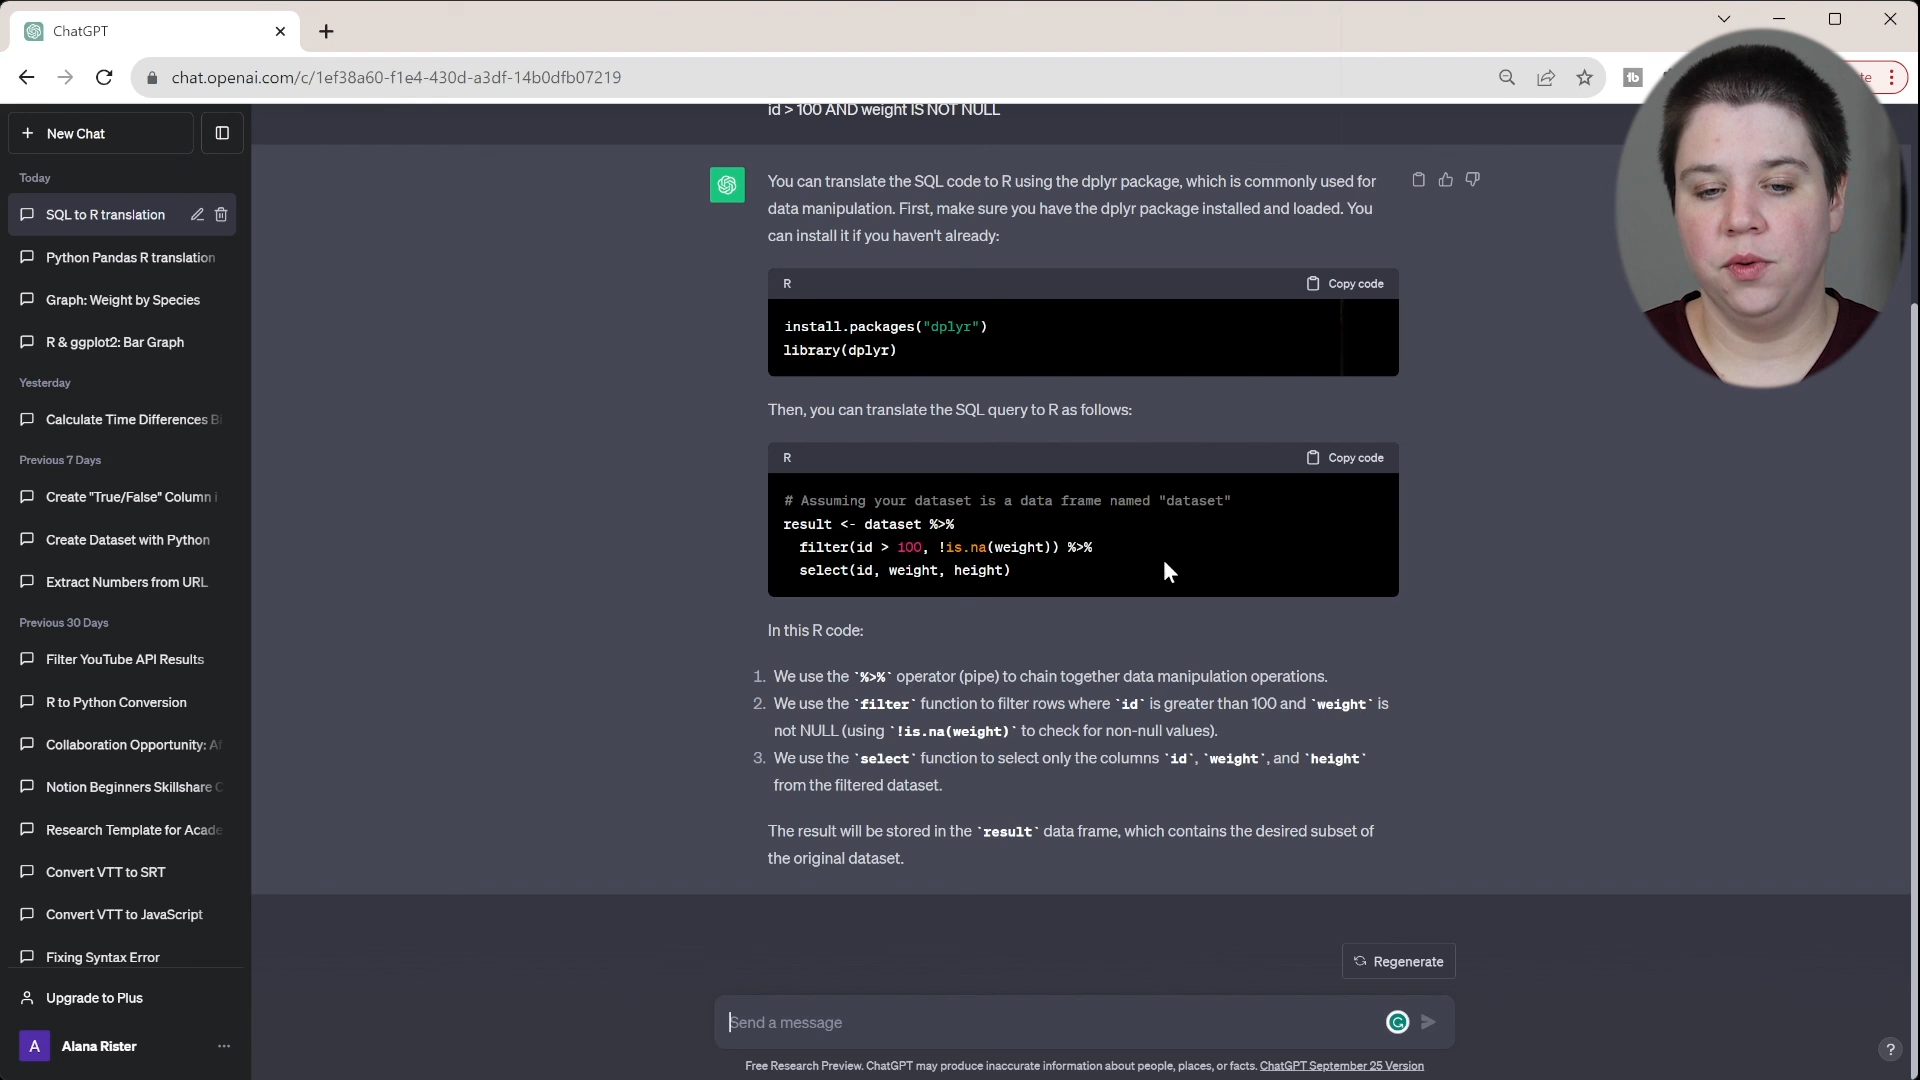 ChatGPT
chat.openai.com/c/1ef38a60-f1e4-430d-a3df-14b0dfb07219
New Chat
Today
SQL to R translation
Python Pandas R translation
Graph: Weight by Species
R & ggplot2: Bar Graph
Yesterday
Calculate Time Differences Bi
Previous 7 Days
Create "True/False" Column i
Create Dataset with Python
Extract Numbers from URL
Previous 30 Days
Filter YouTube API Results
R to Python Conversion
Collaboration Opportunity: Af
Notion Beginners Skillshare C
Research Template for Acade
Convert VTT to SRT
Convert VTT to JavaScript
Fixing Syntax Error
Upgrade to Plus
A Alana Rister
id > 100 AND weight IS NOT NULL
You can translate the SQL code to R using the dplyr package, which is commonly used for
data manipulation. First, make sure you have the dplyr package installed and loaded. You
can install it if you haven't already:
R Copy code
install.packages("dplyr")
library(dplyr)
Then, you can translate the SQL query to R as follows:
R Copy code
# Assuming your dataset is a data frame named "dataset"
result <- dataset %>%
filter(id > 100, !is.na(weight)) %>%
select(id, weight, height)
In this R code:
1. We use the `%>%` operator (pipe) to chain together data manipulation operations.
2. We use the `filter` function to filter rows where `id` is greater than 100 and `weight` is
not NULL (using `!is.na(weight)` to check for non-null values).
3. We use the `select` function to select only the columns `id`, `weight`, and `height`
from the filtered dataset.
The result will be stored in the `result` data frame, which contains the desired subset of
the original dataset.
Regenerate
Send a message
Free Research Preview. ChatGPT may produce inaccurate information about people, places, or facts. ChatGPT September 25 Version
?